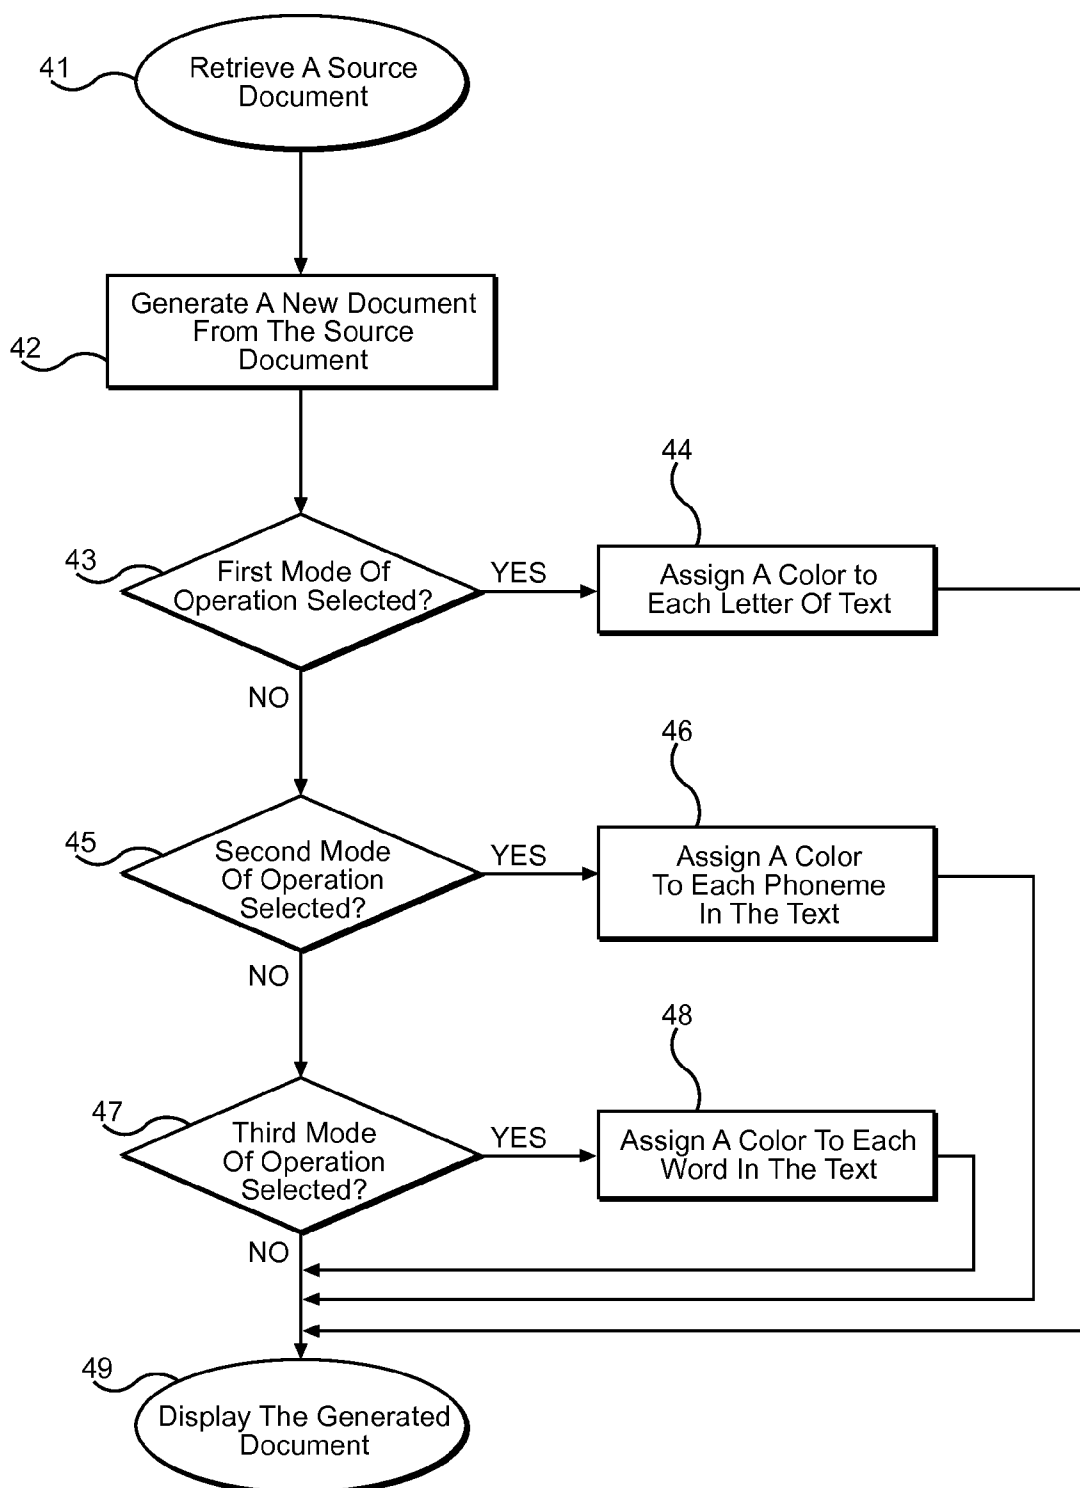 41
Retrieve A Source
Document
Generate A New Document
From The Source
Document
42
44
43
First Mode Of
Operation Selected?
YES
Assign A Color to
Each Letter Of Text
NO
46
45
Second Mode
Of Operation
Selected?
YES
Assign A Color
To Each Phoneme
In The Text
NO
48
47
Third Mode
Of Operation
Selected?
YES
Assign A Color To Each
Word In The Text
NO
49
Display The Generated
Document